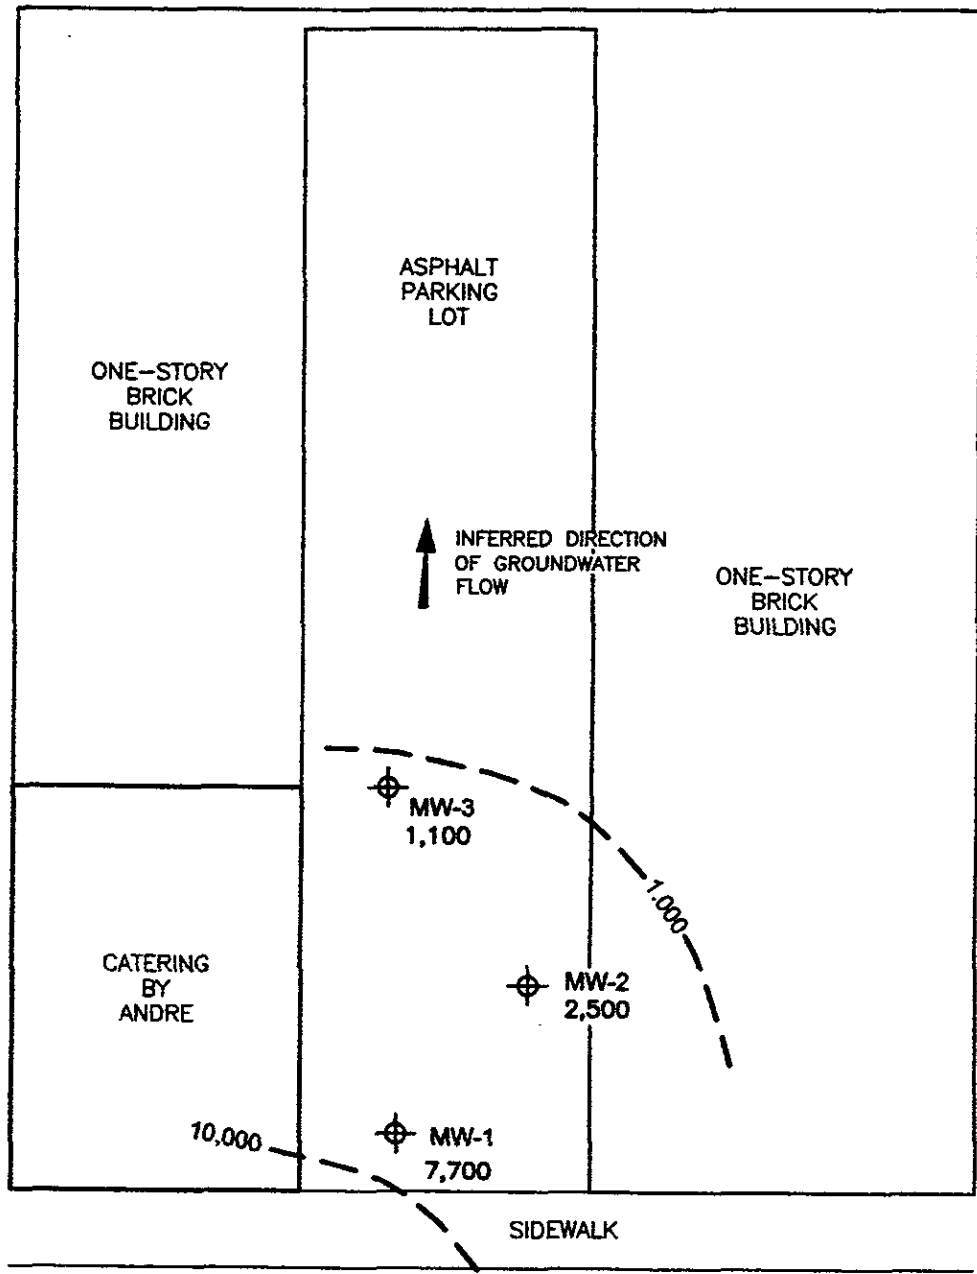 ASPHALT
PARKING
LOT
ONE-STORY
BRICK
BUILDING
INFERRED DIRECTION
OF GROUNDWATER
FLOW
ONE-STORY
BRICK
BUILDING
MW-3
1,100
1.000
CATERING
BY
ANDRE
MW-2
2,500
10,000
MW-1
7,700
SIDEWALK